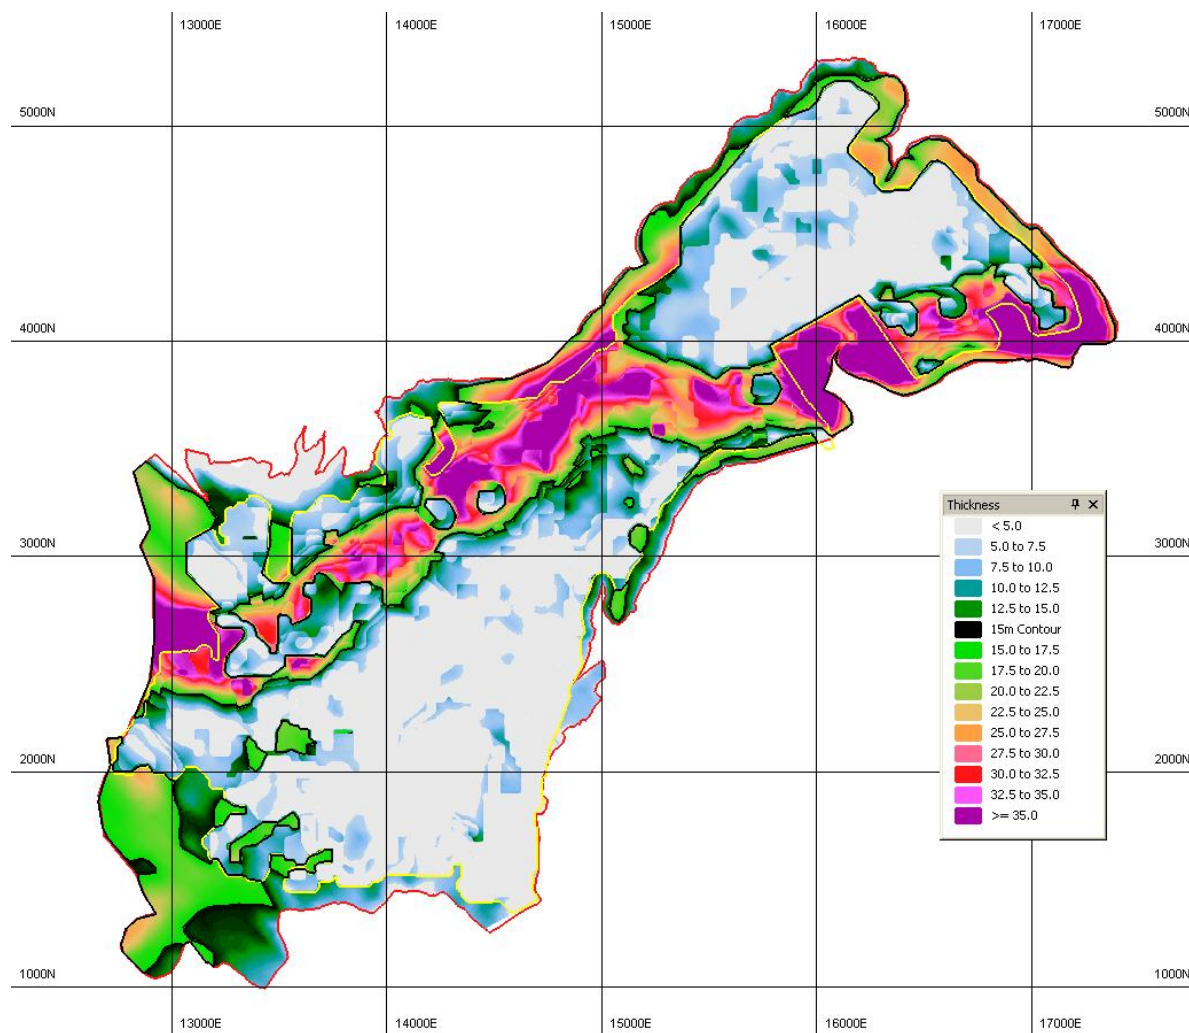 13000E 14000E 15000E 16000E 17000E
5000N 5000N
4000N 4000N
3000N 3000N
2000N 2000N
1000N 1000N
13000E 14000E 15000E 16000E 17000E
Thickness
< 5.0
5.0 to 7.5
7.5 to 10.0
10.0 to 12.5
12.5 to 15.0
15m Contour
15.0 to 17.5
17.5 to 20.0
20.0 to 22.5
22.5 to 25.0
25.0 to 27.5
27.5 to 30.0
30.0 to 32.5
32.5 to 35.0
>= 35.0